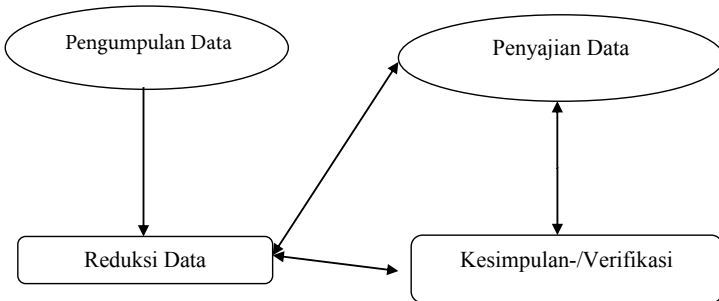 Pengumpulan Data
Penyajian Data
Reduksi Data
Kesimpulan-/Verifikasi